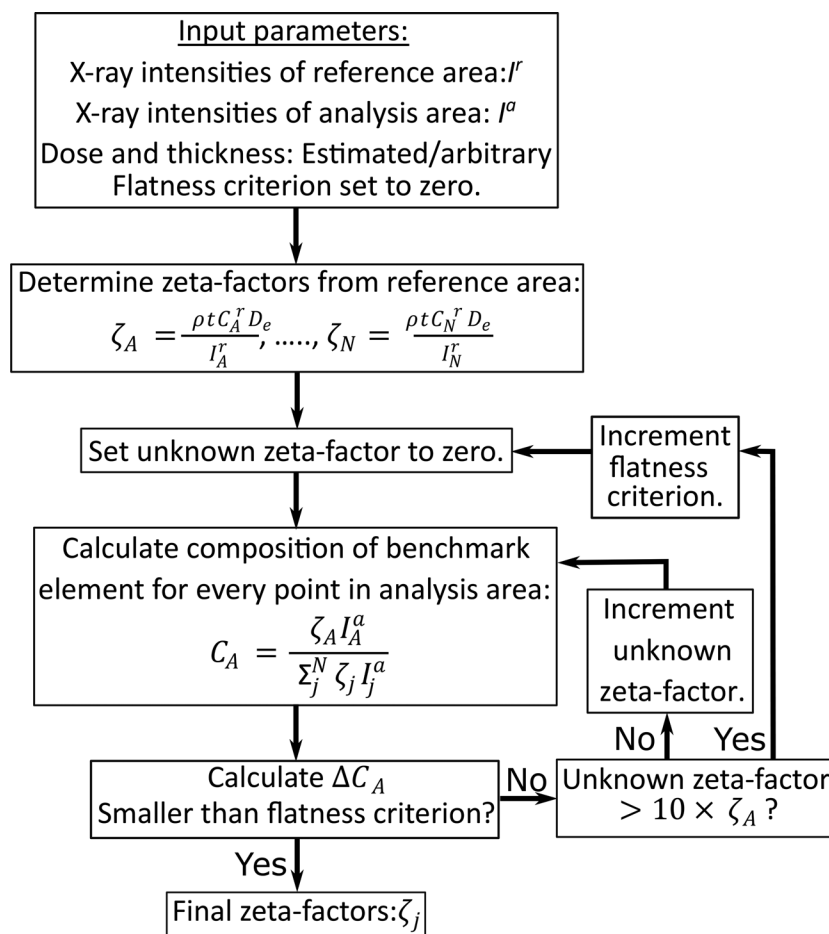 Input parameters:
X-ray intensities of reference area:Iʳ
X-ray intensities of analysis area: Iᵃ
Dose and thickness: Estimated/arbitrary
Flatness criterion set to zero.
Determine zeta-factors from reference area:
ζ_A = ρtC_A^r D_e / I_A^r, ....., ζ_N = ρtC_N^r D_e / I_N^r
Set unknown zeta-factor to zero.
Increment
flatness
criterion.
Calculate composition of benchmark
element for every point in analysis area:
C_A = ζ_A I_A^a / Σ_j^N ζ_j I_j^a
Increment
unknown
zeta-factor.
No
Yes
Calculate ΔC_A
Smaller than flatness criterion?
No
Unknown zeta-factor
> 10 × ζ_A ?
Yes
Final zeta-factors:ζ_j